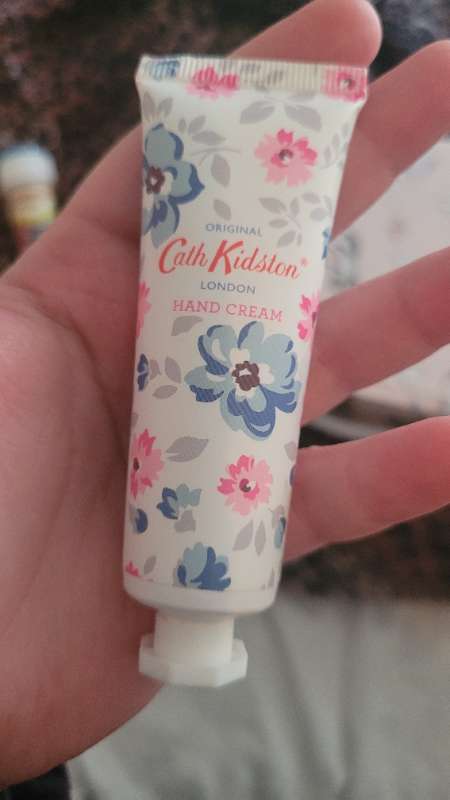 ORIGINAL
Cath Kidston®
LONDON
HAND CREAM